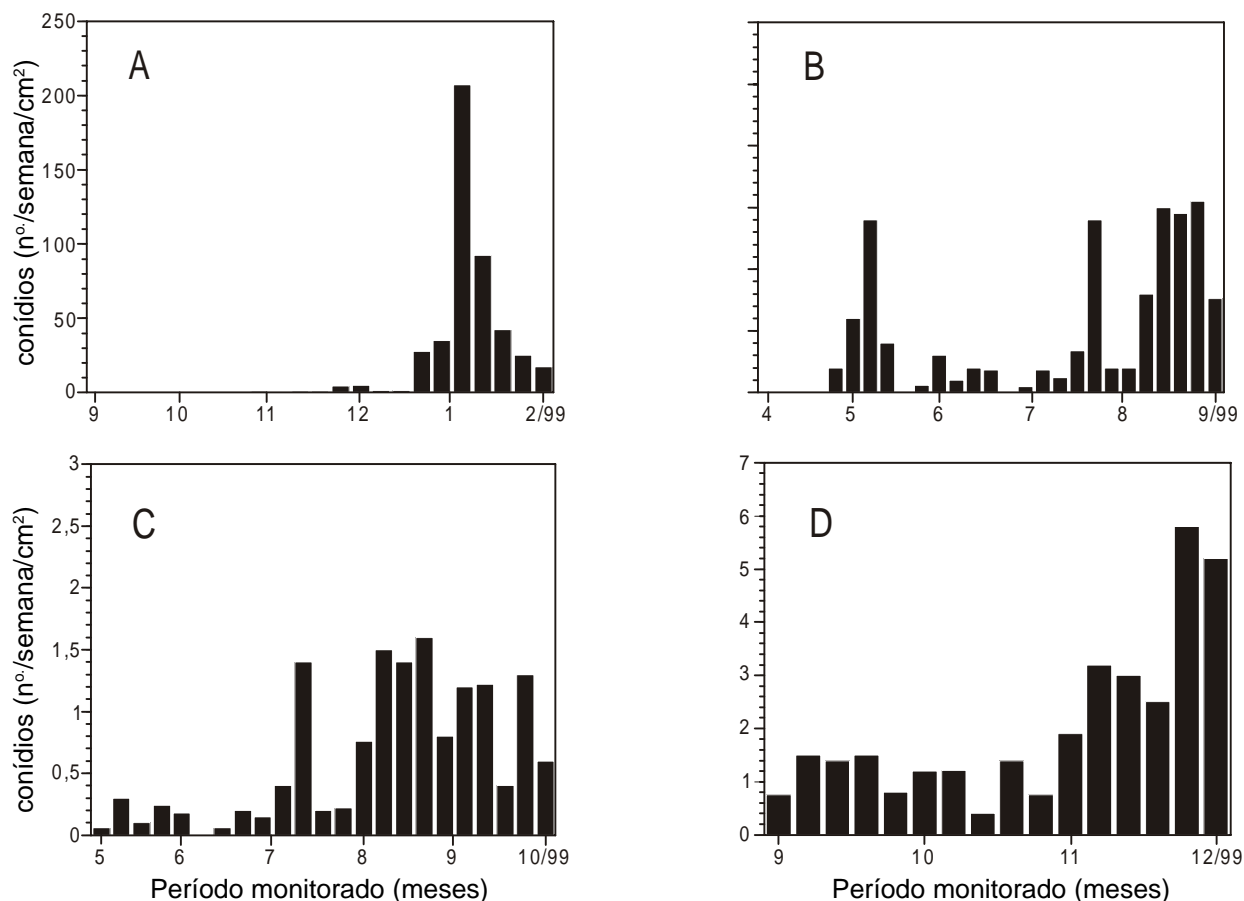 conídios (nº./semana/cm²)
250
200
150
100
50
0
A
9 10 11 12 1 2/99
B
4 5 6 7 8 9/99
conídios (nº./semana/cm²)
3
2,5
2
1,5
1
0,5
0
C
5 6 7 8 9 10/99
Período monitorado (meses)
7
6
5
4
3
2
1
0
D
9 10 11 12/99
Período monitorado (meses)